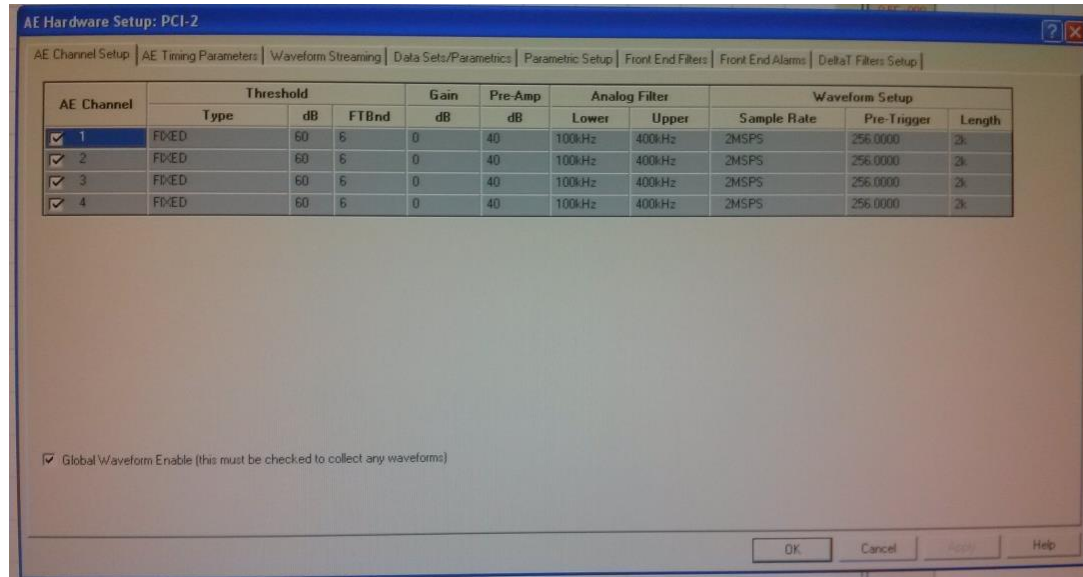 AE Hardware Setup: PCI-2
AE Channel Setup AE Timing Parameters Waveform Streaming Data Sets/Parametrics Parametric Setup Front End Filters Front End Alarms DeltaT Filters Setup
AE Channel Threshold Gain Pre-Amp Analog Filter Waveform Setup
Type dB FTBnd dB dB Lower Upper Sample Rate Pre-Trigger Length
1 FIXED 60 6 0 40 100kHz 400kHz 2MSPS 256.0000 2k
2 FIXED 60 6 0 40 100kHz 400kHz 2MSPS 256.0000 2k
3 FIXED 60 6 0 40 100kHz 400kHz 2MSPS 256.0000 2k
4 FIXED 60 6 0 40 100kHz 400kHz 2MSPS 256.0000 2k
Global Waveform Enable (this must be checked to collect any waveforms)
OK Cancel Apply Help